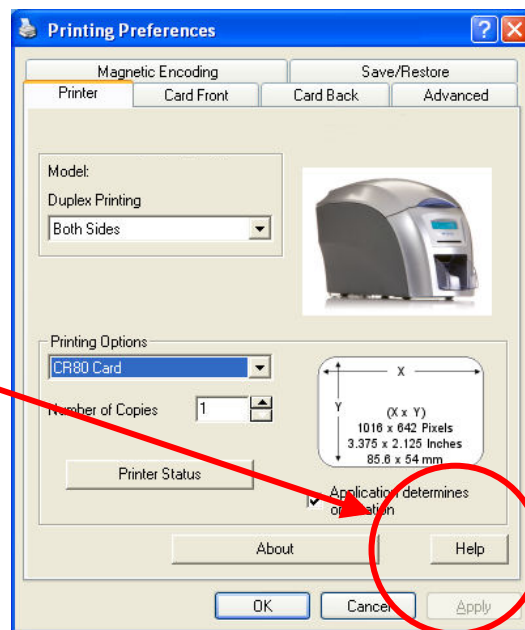 Printing Preferences
Magnetic Encoding Save/Restore
Printer Card Front Card Back Advanced
Model:
Duplex Printing
Both Sides
Printing Options
CR80 Card
Number of Copies 1
X
Y
(X x Y)
1016 x 642 Pixels
3.375 x 2.125 Inches
85.6 x 54 mm
Printer Status
Application determines
orientation
About Help
OK Cancel Apply